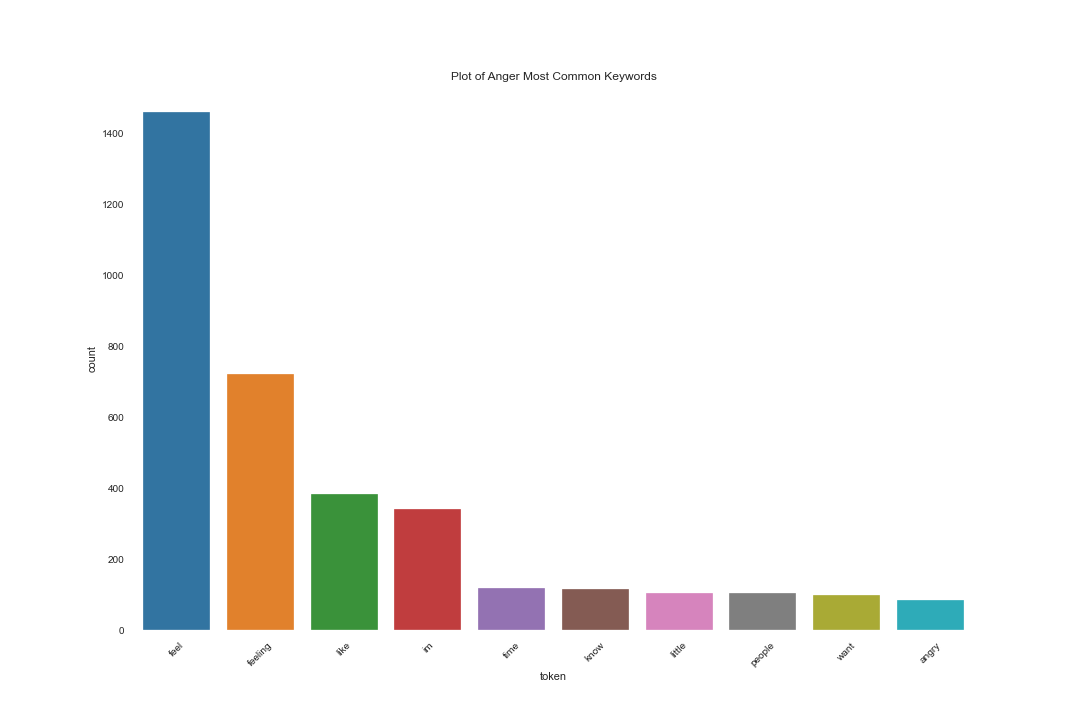 Plot of Anger Most Common Keywords
1400
1200
1000
800
600
400
200
0
count
feel
feeling
like
im
time
know
little
people
want
angry
token